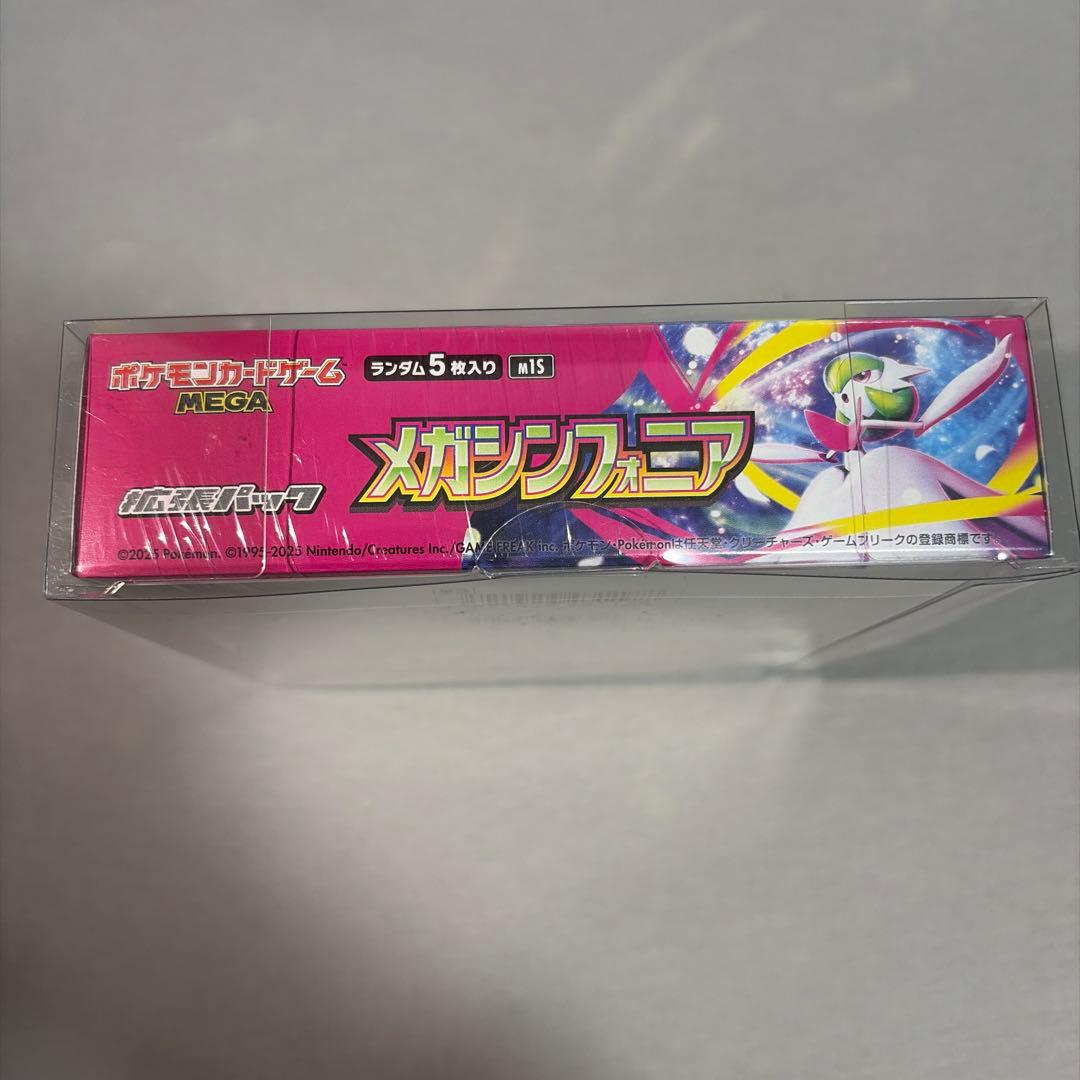 ポケモンカードゲーム
MEGA
ランダム5枚入り M1S
メガシンフォニア
拡張パック
©2025 Pokémon. ©1995-2025 Nintendo/Creatures Inc./GAME FREAK inc. ポケモン・Pokémonは任天堂・クリーチャーズ・ゲームフリークの登録商標です。